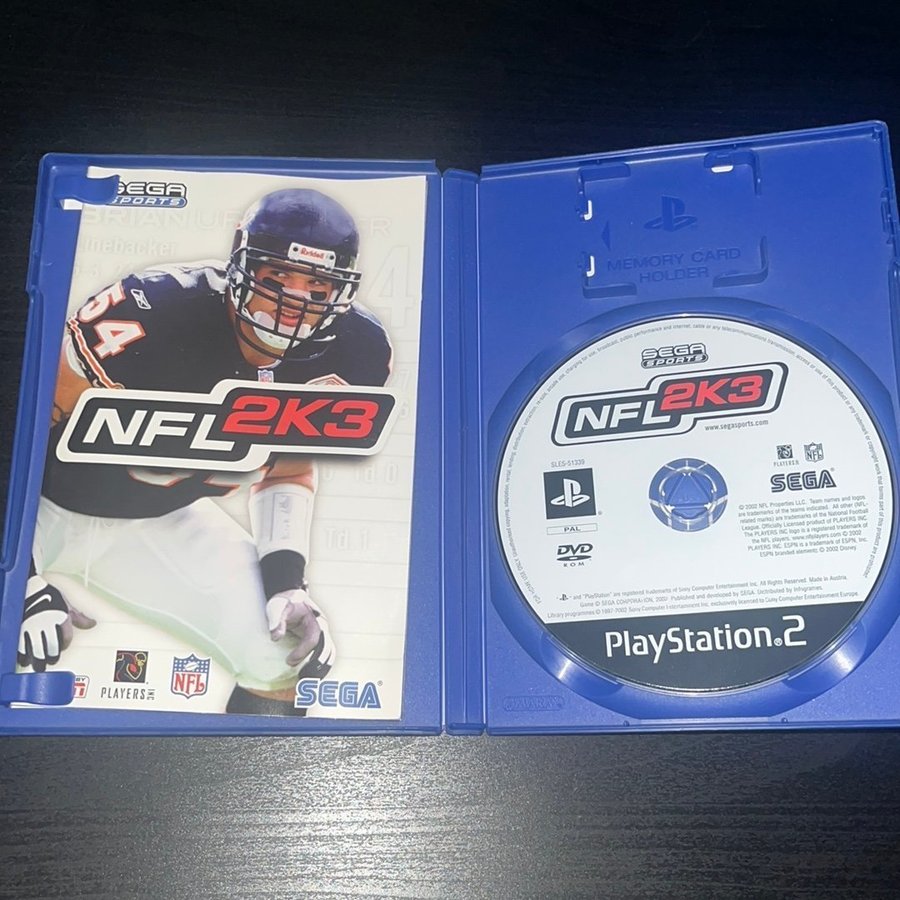 SEGA
SPORTS
BRIAN UR
ER
linebacker
54
Riddell
54
NFL 2K3
PLAYERS INC
NFL
SEGA®
MEMORY CARD
HOLDER
SEGA
SPORTS
NFL 2K3
www.segasports.com
SLES-51339
PAL
DVD
ROM
PLAYERS
NFL
SEGA
© 2002 NFL Properties LLC. Team names and logos
are trademarks of the teams indicated. All other (NFL-
related marks) are trademarks of the National Football
League. Officially Licensed product of PLAYERS INC.
The PLAYERS INC logo is a registered trademark of
the NFL players. www.nflplayers.com © 2002
PLAYERS INC. ESPN is a trademark of ESPN, Inc.
ESPN branded elements: © 2002 Disney.
and "PlayStation" are registered trademarks of Sony Computer Entertainment Inc. All Rights Reserved. Made in Austria.
Game © SEGA CORPORATION, 2002. Published and developed by SEGA. Distributed by Infogrames.
Library programmes © 1997-2002 Sony Computer Entertainment Inc. exclusively licensed to Sony Computer Entertainment Europe.
PlayStation®2